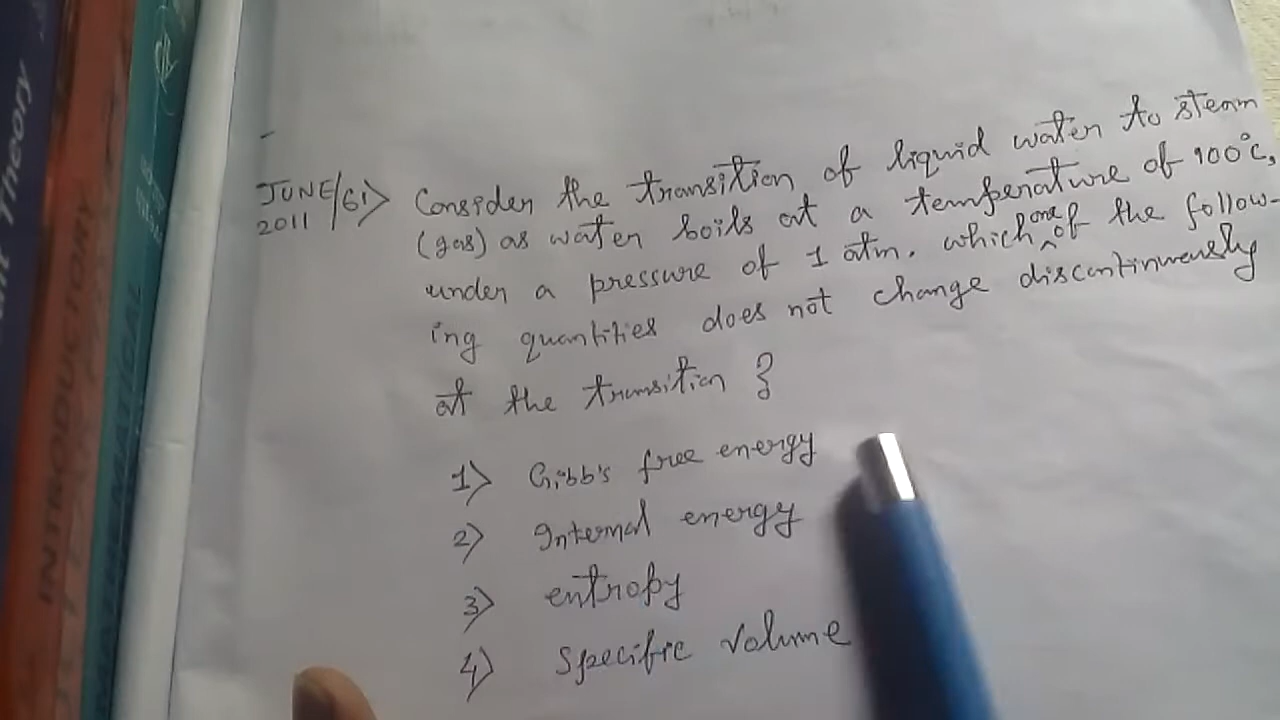 Theory
INTRODUCTORY
JUNE/61> Consider the transition of liquid water to steam
2011 (gas) as water boils at a temperature of 100°C,
under a pressure of 1 atm. which one of the follow-
ing quantities does not change discontinuously
at the transition ?
1> Gibb's free energy
2> Internal energy
3> entropy
4> Specific volume